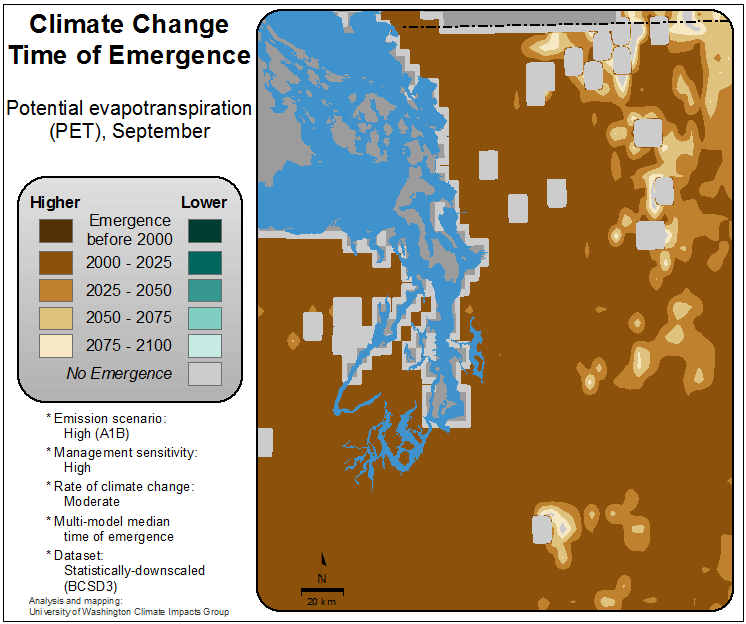 Climate Change
Time of Emergence
Potential evapotranspiration
(PET), September
Higher Lower
Emergence
before 2000
2000 - 2025
2025 - 2050
2050 - 2075
2075 - 2100
No Emergence
* Emission scenario:
High (A1B)
* Management sensitivity:
High
* Rate of climate change:
Moderate
* Multi-model median
time of emergence
* Dataset:
Statistically-downscaled
(BCSD3)
Analysis and mapping:
University of Washington Climate Impacts Group
N
20 km